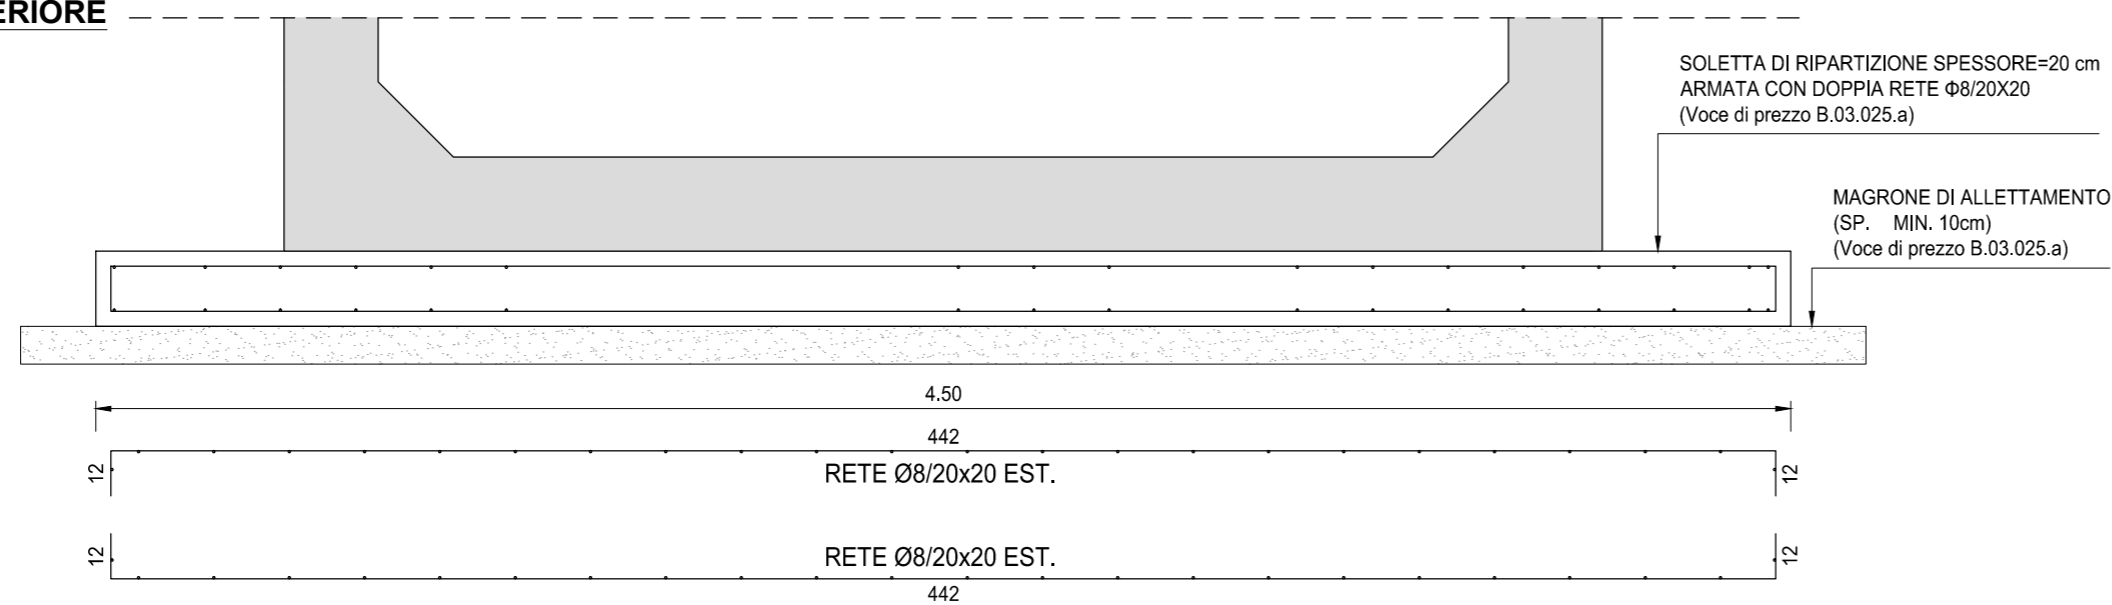 ERIORE
SOLETTA DI RIPARTIZIONE SPESSORE=20 cm
ARMATA CON DOPPIA RETE Φ8/20X20
(Voce di prezzo B.03.025.a)
MAGRONE DI ALLETTAMENTO
(SP. MIN. 10cm)
(Voce di prezzo B.03.025.a)
4.50
442
12
RETE Ø8/20x20 EST.
12
12
RETE Ø8/20x20 EST.
12
442